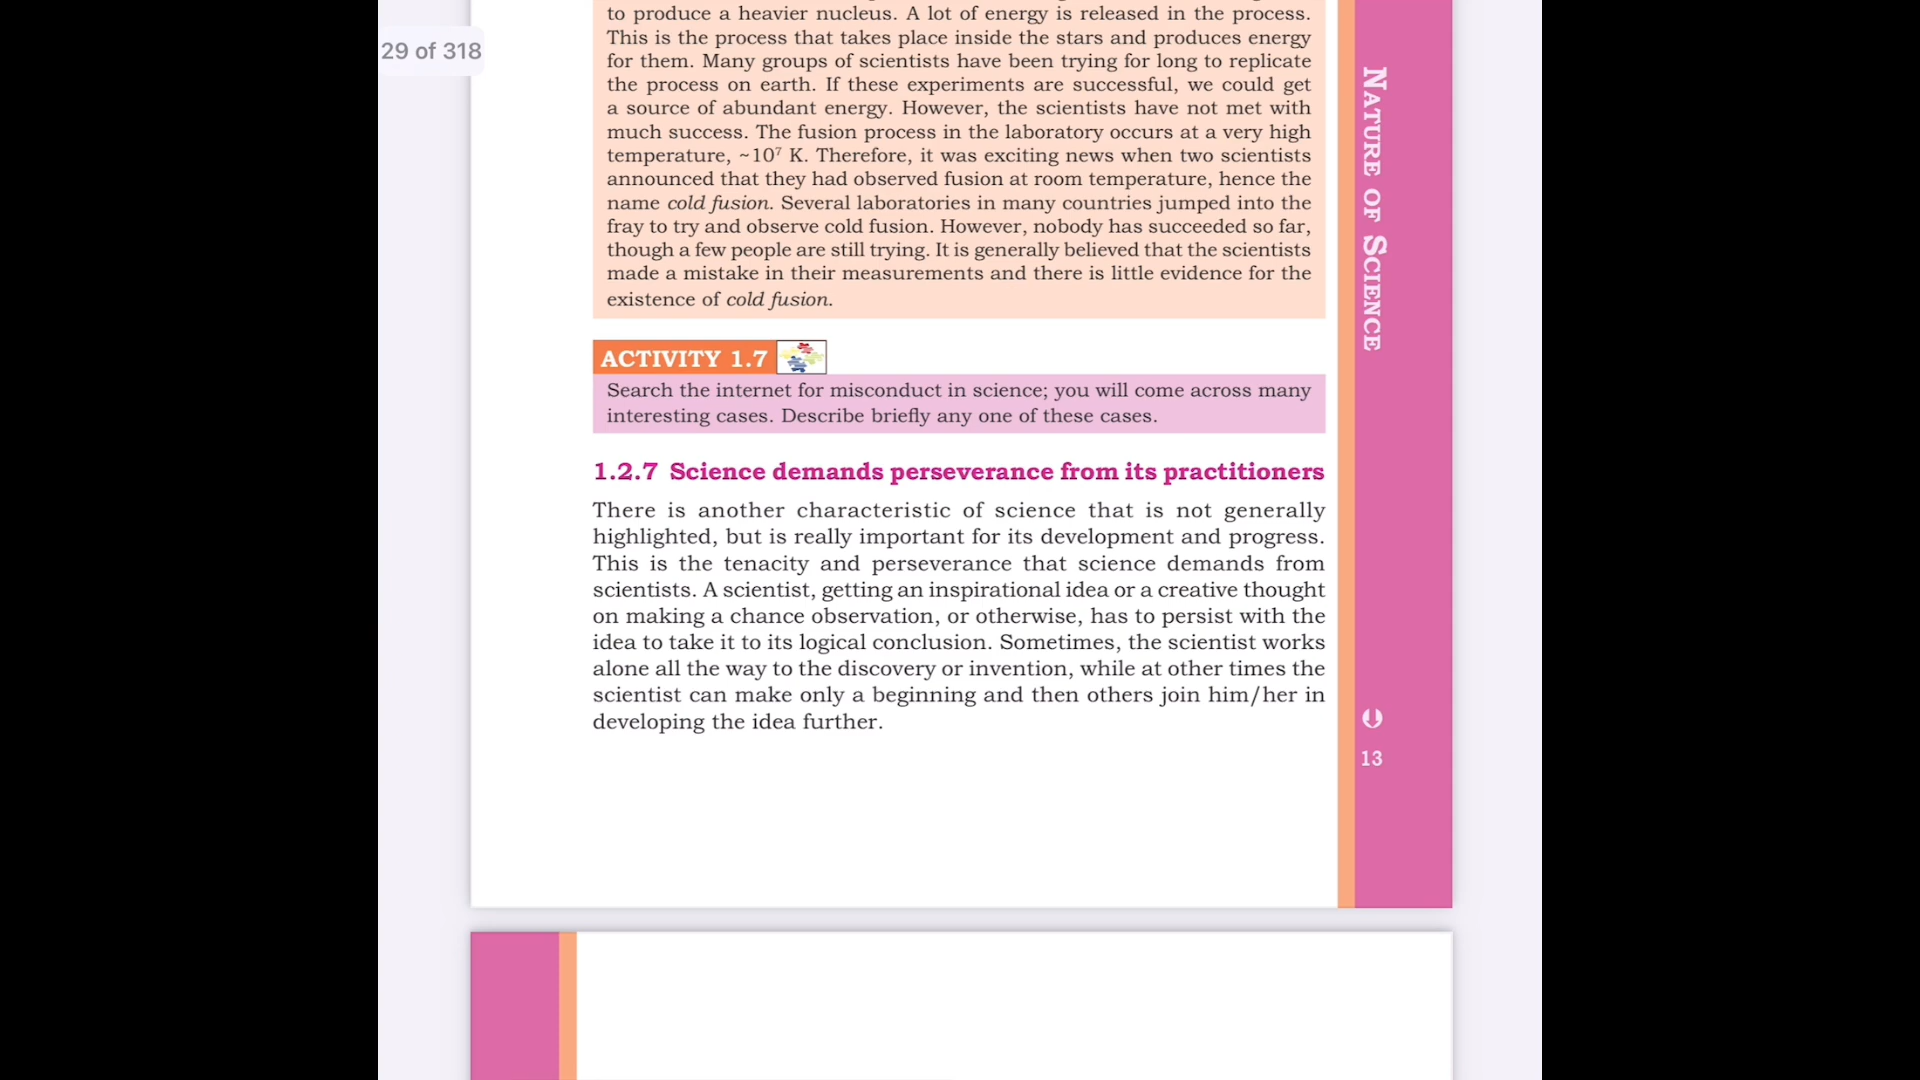 29 of 318
to produce a heavier nucleus. A lot of energy is released in the process.
This is the process that takes place inside the stars and produces energy
for them. Many groups of scientists have been trying for long to replicate
the process on earth. If these experiments are successful, we could get
a source of abundant energy. However, the scientists have not met with
much success. The fusion process in the laboratory occurs at a very high
temperature, ~10⁷ K. Therefore, it was exciting news when two scientists
announced that they had observed fusion at room temperature, hence the
name cold fusion. Several laboratories in many countries jumped into the
fray to try and observe cold fusion. However, nobody has succeeded so far,
though a few people are still trying. It is generally believed that the scientists
made a mistake in their measurements and there is little evidence for the
existence of cold fusion.
ACTIVITY 1.7
Search the internet for misconduct in science; you will come across many
interesting cases. Describe briefly any one of these cases.
1.2.7 Science demands perseverance from its practitioners
There is another characteristic of science that is not generally
highlighted, but is really important for its development and progress.
This is the tenacity and perseverance that science demands from
scientists. A scientist, getting an inspirational idea or a creative thought
on making a chance observation, or otherwise, has to persist with the
idea to take it to its logical conclusion. Sometimes, the scientist works
alone all the way to the discovery or invention, while at other times the
scientist can make only a beginning and then others join him/her in
developing the idea further.
NATURE OF SCIENCE
13